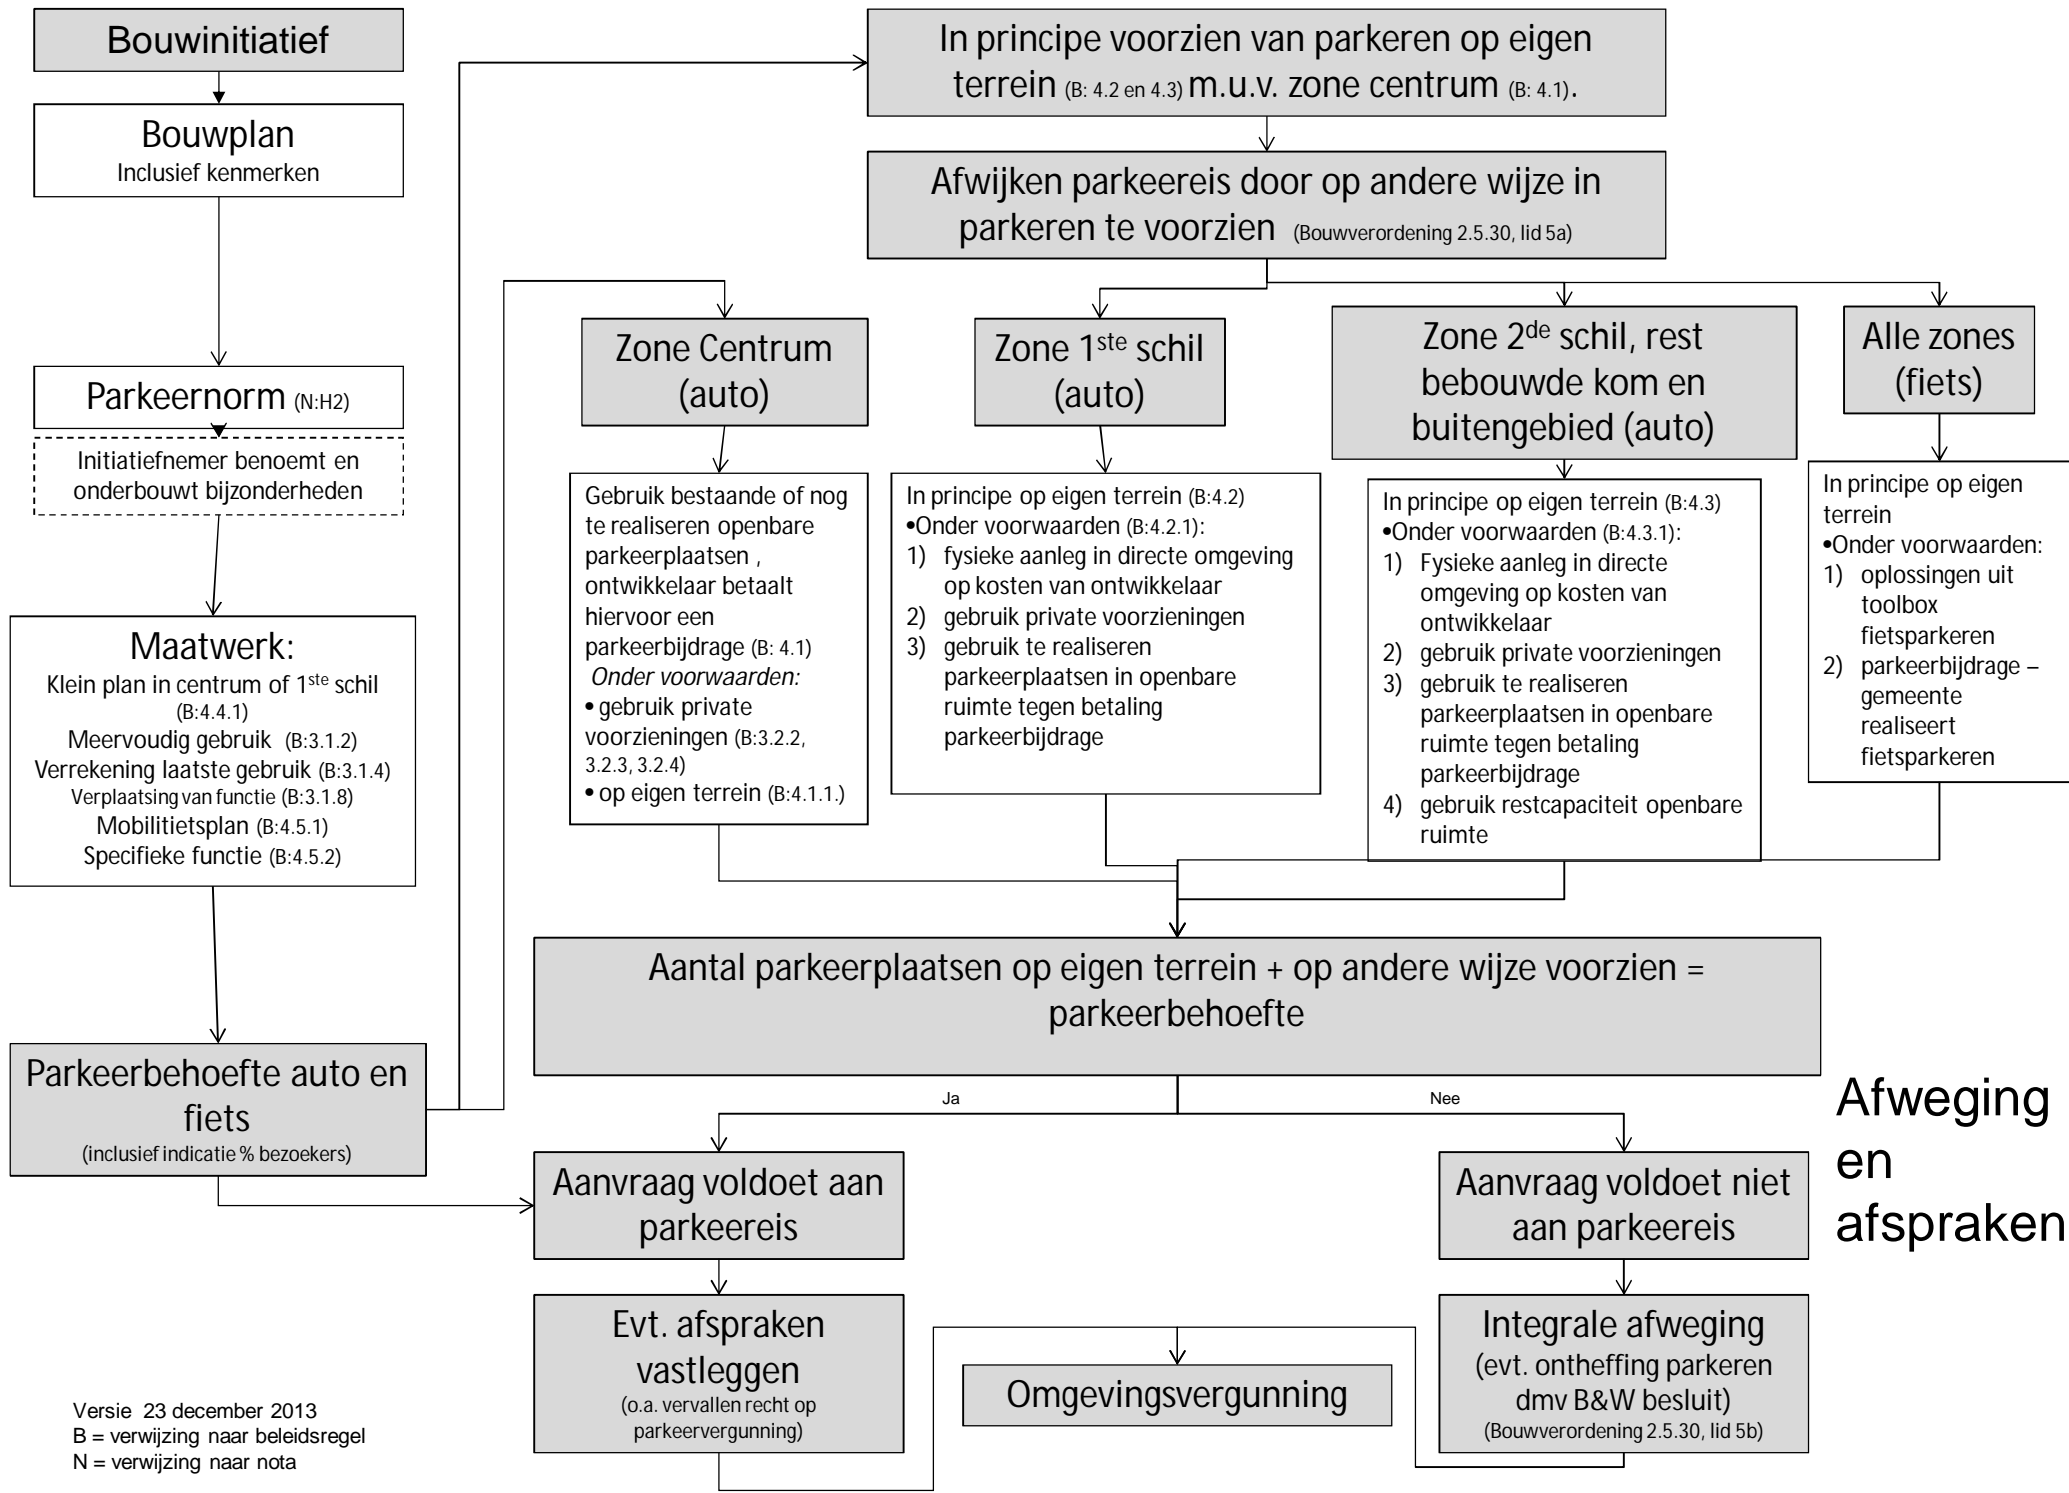 Bouwinitiatief
Bouwplan
Inclusief kenmerken
Parkeernorm (N:H2)
Initiatiefnemer benoemt en
onderbouwt bijzonderheden
Maatwerk:
Klein plan in centrum of 1ste schil
(B:4.4.1)
Meervoudig gebruik (B:3.1.2)
Verrekening laatste gebruik (B:3.1.4)
Verplaatsing van functie (B:3.1.8)
Mobilitietsplan (B:4.5.1)
Specifieke functie (B:4.5.2)
Parkeerbehoefte auto en
fiets
(inclusief indicatie % bezoekers)
In principe voorzien van parkeren op eigen
terrein (B: 4.2 en 4.3) m.u.v. zone centrum (B: 4.1).
Afwijken parkeereis door op andere wijze in
parkeren te voorzien (Bouwverordening 2.5.30, lid 5a)
Zone Centrum
(auto)
Gebruik bestaande of nog
te realiseren openbare
parkeerplaatsen ,
ontwikkelaar betaalt
hiervoor een
parkeerbijdrage (B: 4.1)
Onder voorwaarden:
• gebruik private
voorzieningen (B:3.2.2,
3.2.3, 3.2.4)
• op eigen terrein (B:4.1.1.)
Zone 1ste schil
(auto)
In principe op eigen terrein (B:4.2)
•Onder voorwaarden (B:4.2.1):
1) fysieke aanleg in directe omgeving
op kosten van ontwikkelaar
2) gebruik private voorzieningen
3) gebruik te realiseren
parkeerplaatsen in openbare
ruimte tegen betaling
parkeerbijdrage
Zone 2de schil, rest
bebouwde kom en
buitengebied (auto)
In principe op eigen terrein (B:4.3)
•Onder voorwaarden (B:4.3.1):
1) Fysieke aanleg in directe
omgeving op kosten van
ontwikkelaar
2) gebruik private voorzieningen
3) gebruik te realiseren
parkeerplaatsen in openbare
ruimte tegen betaling
parkeerbijdrage
4) gebruik restcapaciteit openbare
ruimte
Alle zones
(fiets)
In principe op eigen
terrein
•Onder voorwaarden:
1) oplossingen uit
toolbox
fietsparkeren
2) parkeerbijdrage –
gemeente
realiseert
fietsparkeren
Aantal parkeerplaatsen op eigen terrein + op andere wijze voorzien =
parkeerbehoefte
Ja
Nee
Aanvraag voldoet aan
parkeereis
Aanvraag voldoet niet
aan parkeereis
Afweging
en
afspraken
Evt. afspraken
vastleggen
(o.a. vervallen recht op
parkeervergunning)
Omgevingsvergunning
Integrale afweging
(evt. ontheffing parkeren
dmv B&W besluit)
(Bouwverordening 2.5.30, lid 5b)
Versie 23 december 2013
B = verwijzing naar beleidsregel
N = verwijzing naar nota